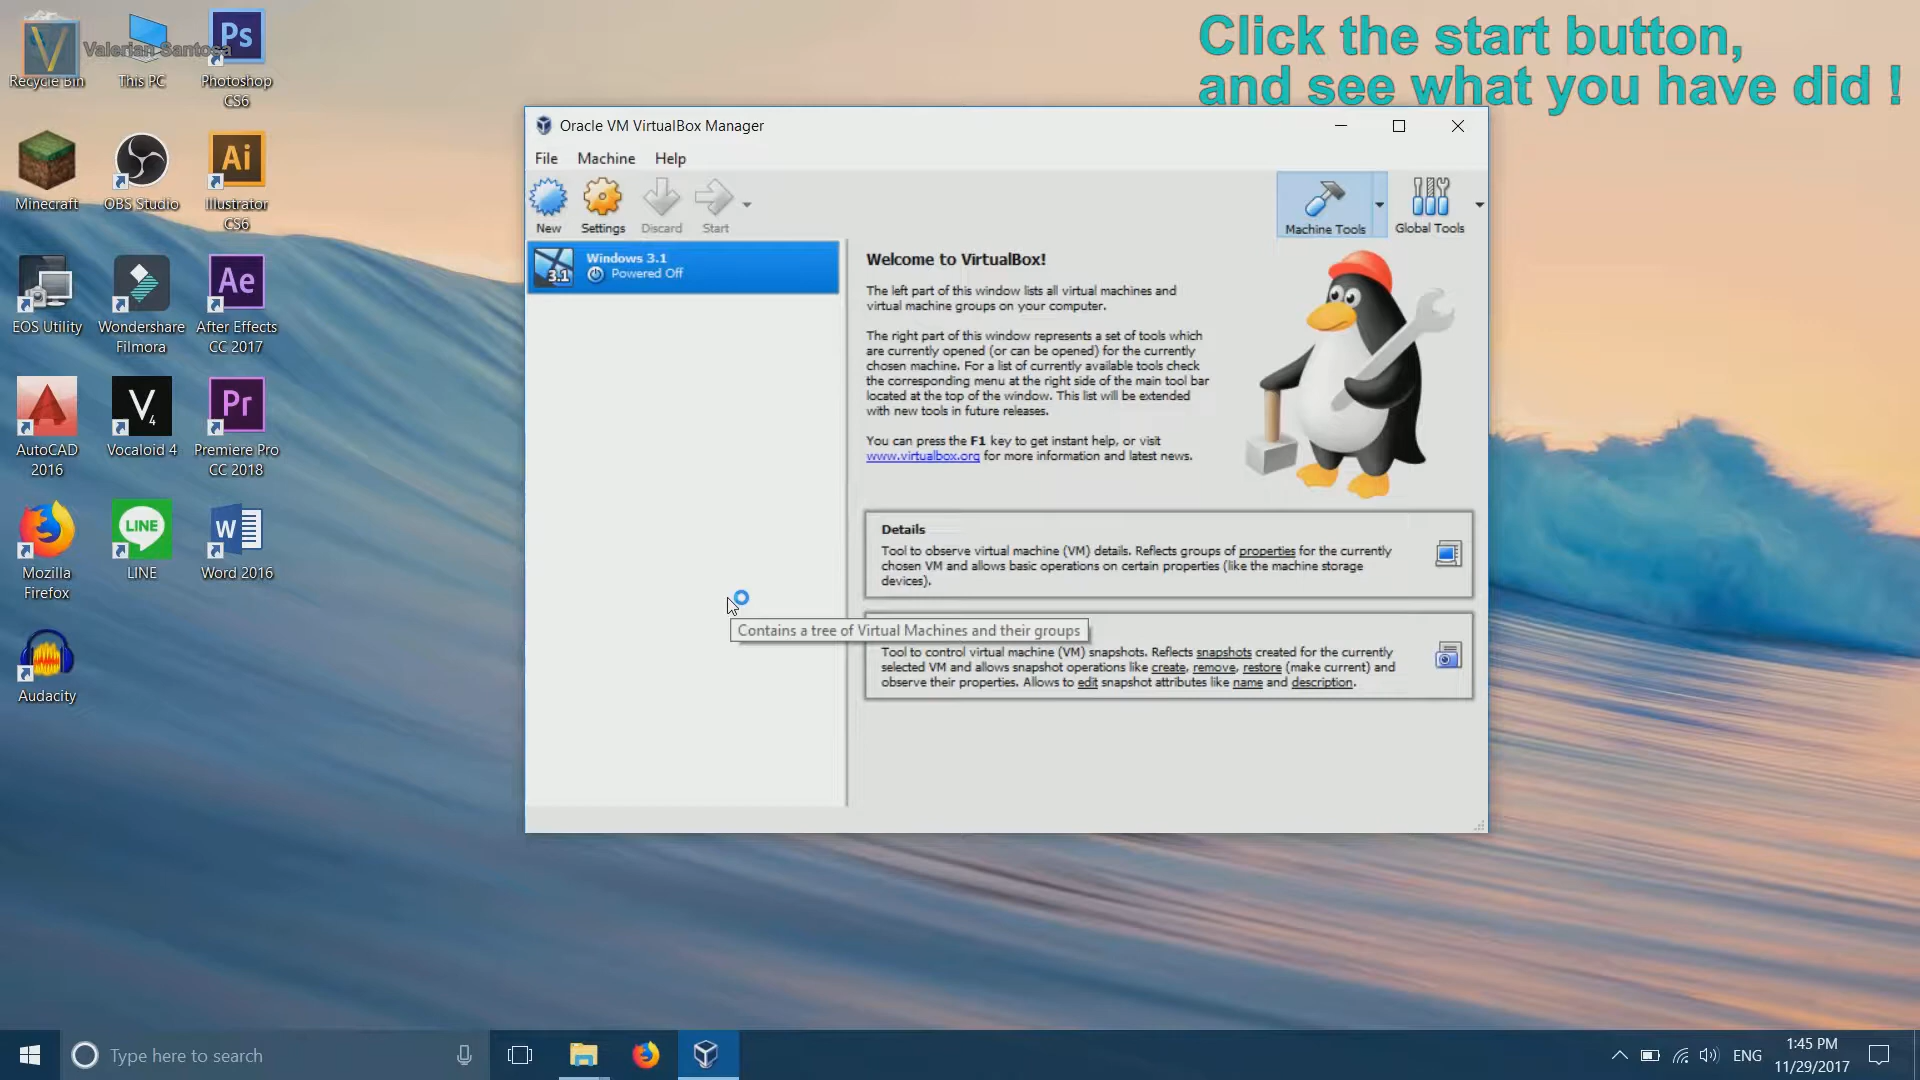 Click the start button,
and see what you have did !
Valerian Santosa
Recycle Bin
This PC
Ps
Photoshop
CS6
Minecraft
OBS Studio
Ai
Illustrator
CS6
EOS Utility
Wondershare
Filmora
Ae
After Effects
CC 2017
AutoCAD
2016
V4
Vocaloid 4
Pr
Premiere Pro
CC 2018
Mozilla
Firefox
LINE
LINE
W
Word 2016
Audacity
Oracle VM VirtualBox Manager
File Machine Help
New Settings Discard Start
Machine Tools Global Tools
3.1
Windows 3.1
Powered Off
Welcome to VirtualBox!
The left part of this window lists all virtual machines and
virtual machine groups on your computer.
The right part of this window represents a set of tools which
are currently opened (or can be opened) for the currently
chosen machine. For a list of currently available tools check
the corresponding menu at the right side of the main tool bar
located at the top of the window. This list will be extended
with new tools in future releases.
You can press the F1 key to get instant help, or visit
www.virtualbox.org for more information and latest news.
Details
Tool to observe virtual machine (VM) details. Reflects groups of properties for the currently
chosen VM and allows basic operations on certain properties (like the machine storage
devices).
Contains a tree of Virtual Machines and their groups
Tool to control virtual machine (VM) snapshots. Reflects snapshots created for the currently
selected VM and allows snapshot operations like create, remove, restore (make current) and
observe their properties. Allows to edit snapshot attributes like name and description.
Type here to search
ENG
1:45 PM
11/29/2017